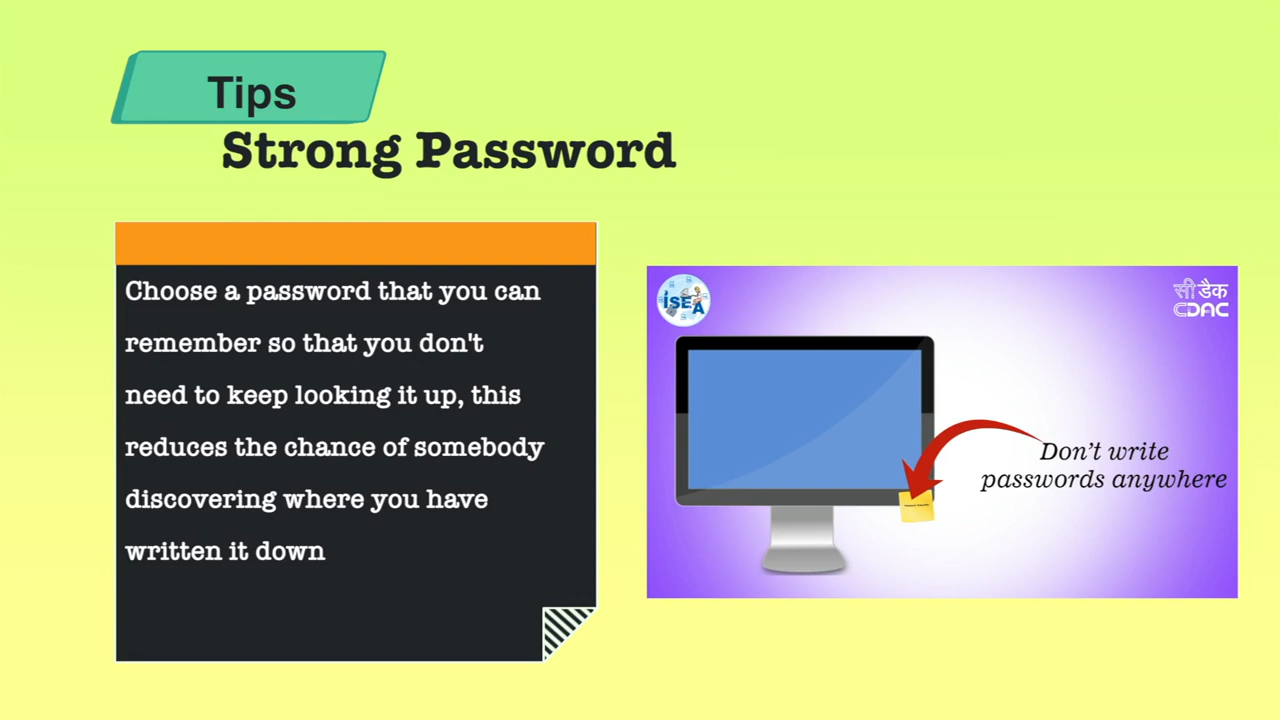 Tips
Strong Password
Choose a password that you can
remember so that you don't
need to keep looking it up, this
reduces the chance of somebody
discovering where you have
written it down
iSEA
सी डैक
CDAC
Don't write
passwords anywhere